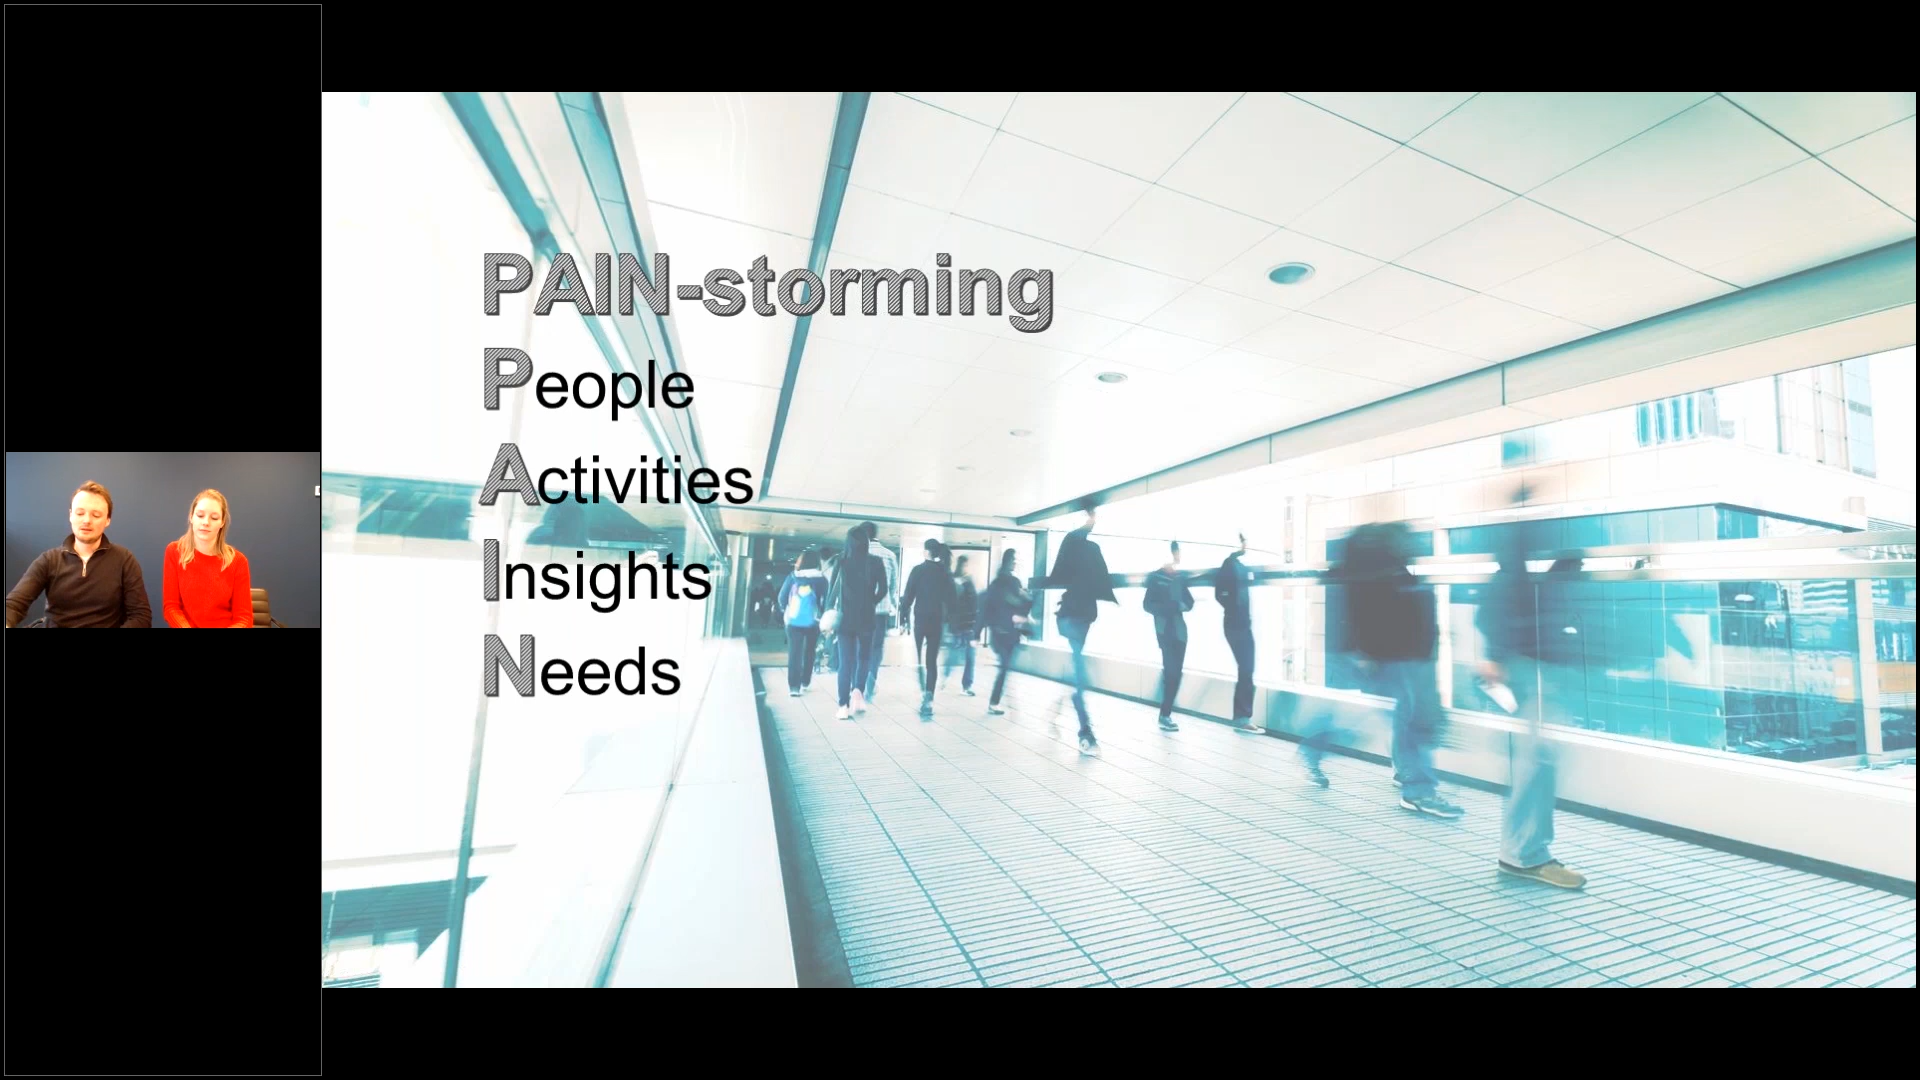 PAIN-storming
People
Activities
Insights
Needs